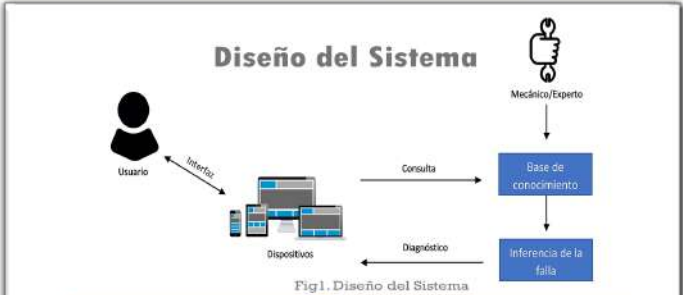 Diseño del Sistema
Mecánico/Experto
Usuario
Interfaz
Consulta
Base de
conocimiento
Dispositivos
Diagnóstico
Inferencia de la
falla
Fig1. Diseño del Sistema